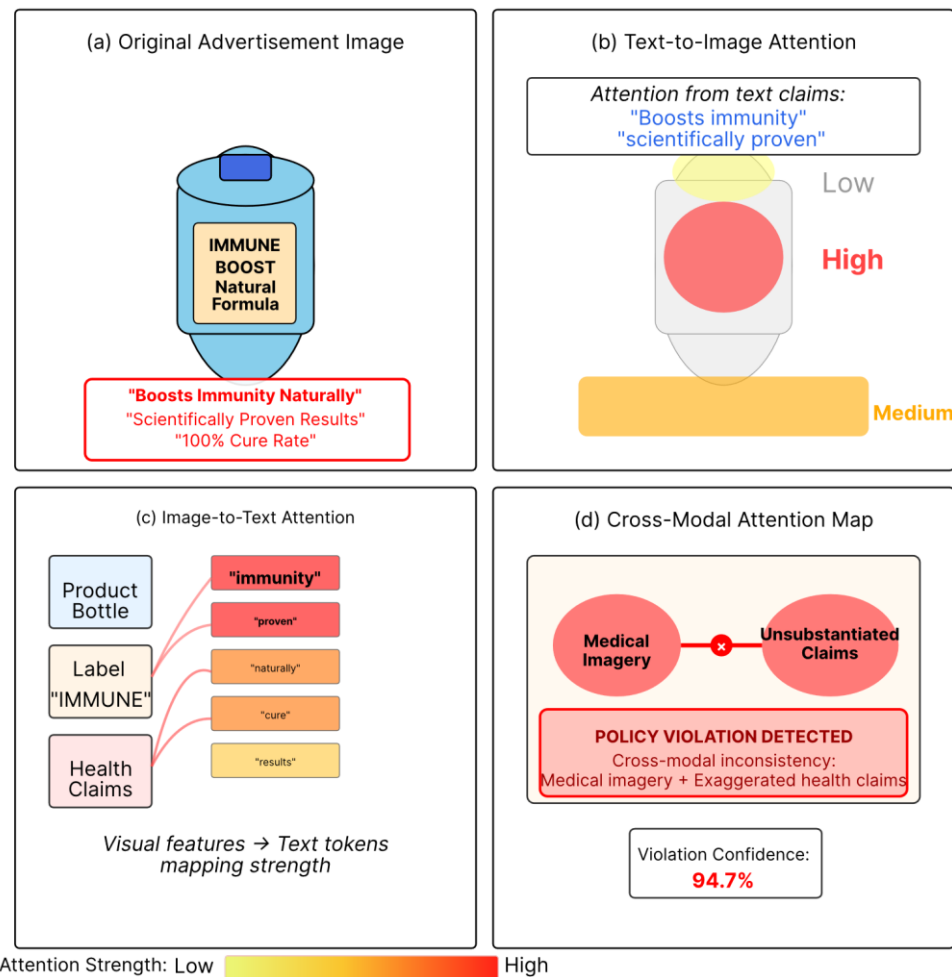 (a) Original Advertisement Image
IMMUNE
BOOST
Natural
Formula
"Boosts Immunity Naturally"
"Scientifically Proven Results"
"100% Cure Rate"
(b) Text-to-Image Attention
Attention from text claims:
"Boosts immunity"
"scientifically proven"
Low
High
Medium
(c) Image-to-Text Attention
Product
Bottle
Label
"IMMUNE"
Health
Claims
"immunity"
"proven"
"naturally"
"cure"
"results"
Visual features → Text tokens
mapping strength
(d) Cross-Modal Attention Map
Medical
Imagery
×
Unsubstantiated
Claims
POLICY VIOLATION DETECTED
Cross-modal inconsistency:
Medical imagery + Exaggerated health claims
Violation Confidence:
94.7%
Attention Strength: Low
High